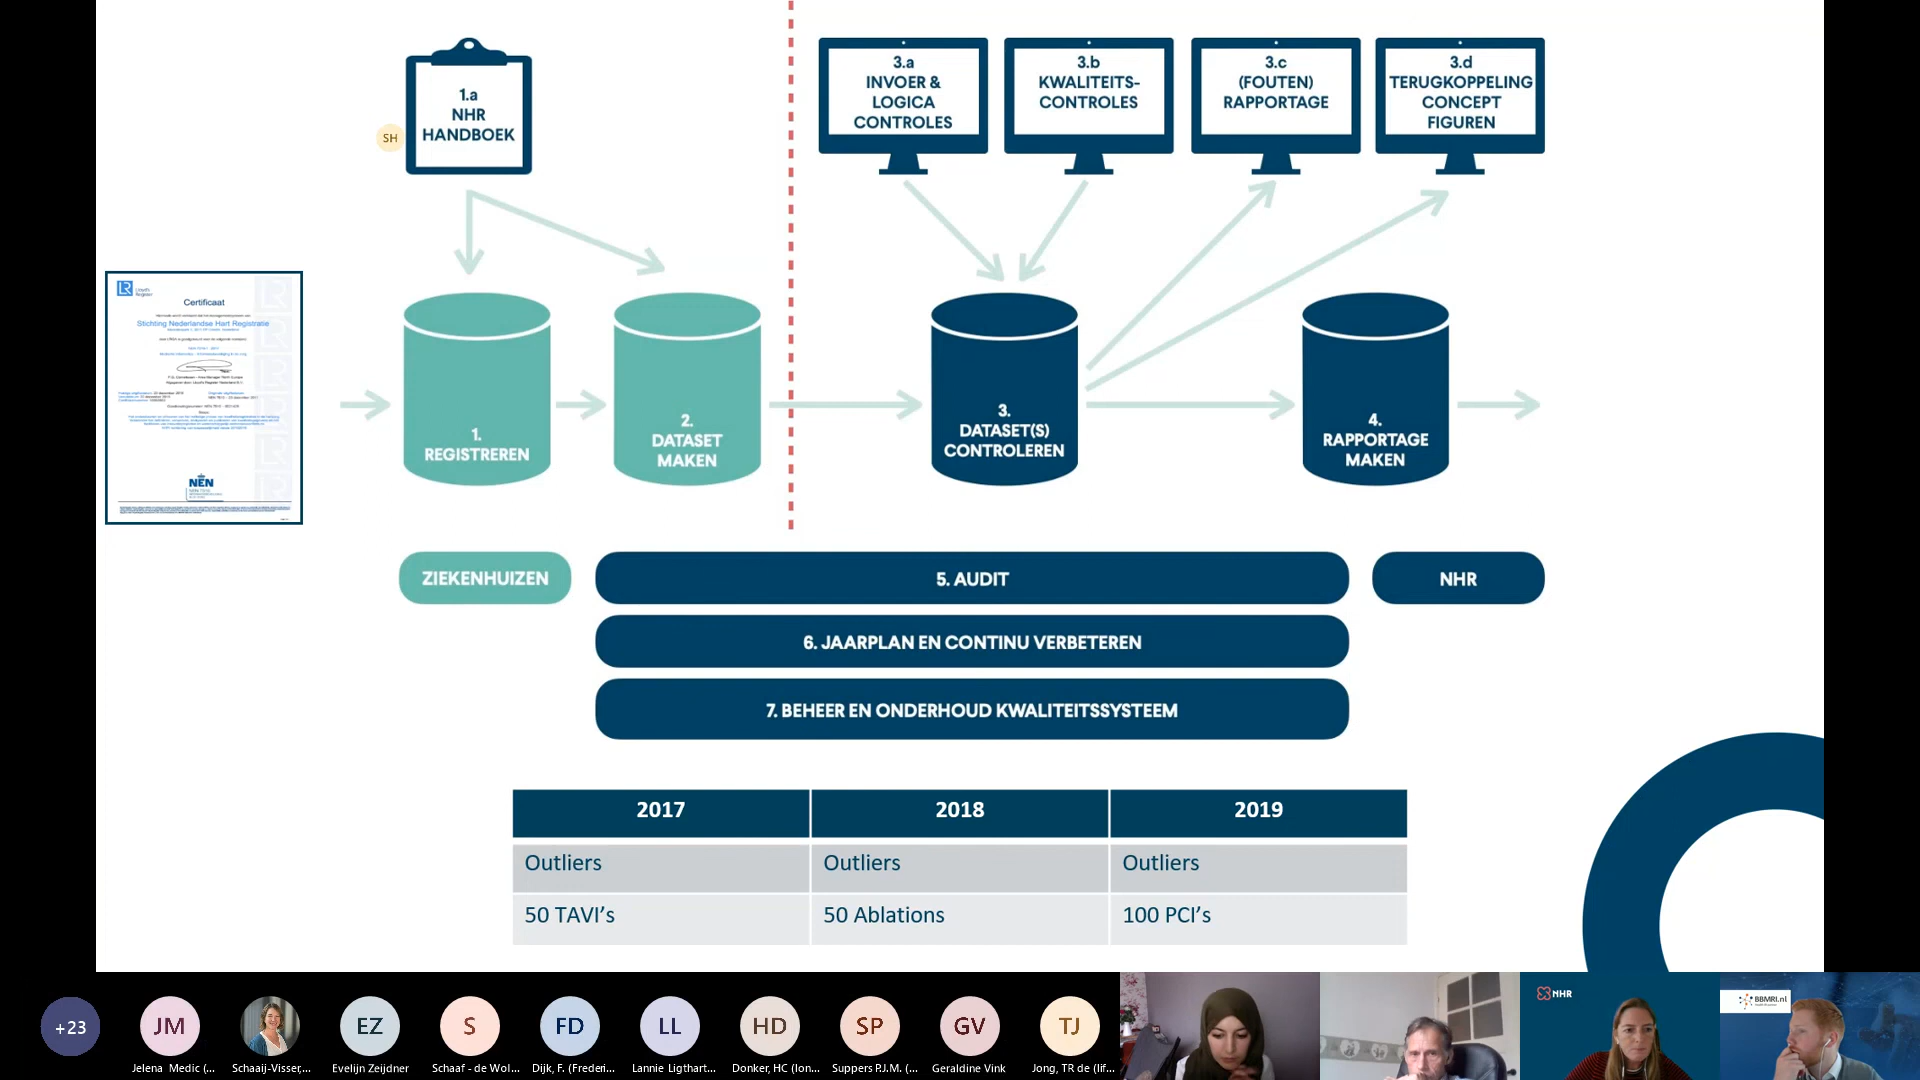 1.a
NHR
HANDBOEK
SH
3.a
INVOER &
LOGICA
CONTROLES
3.b
KWALITEITS-
CONTROLES
3.c
(FOUTEN)
RAPPORTAGE
3.d
TERUGKOPPELING
CONCEPT
FIGUREN
LR
Lloyd's
Register
Certificaat
Stichting Nederlandse Hart Registratie
NEN
1.
REGISTREREN
2.
DATASET
MAKEN
3.
DATASET(S)
CONTROLEREN
4.
RAPPORTAGE
MAKEN
ZIEKENHUIZEN
5. AUDIT
NHR
6. JAARPLAN EN CONTINU VERBETEREN
7. BEHEER EN ONDERHOUD KWALITEITSSYSTEEM
2017 2018 2019
Outliers Outliers Outliers
50 TAVI's 50 Ablations 100 PCI's
+23
JM
Jelena Medic (...
Schaaij-Visser,...
EZ
Evelijn Zeijdner
S
Schaaf - de Wol...
FD
Dijk, F. (Frederi...
LL
Lannie Ligthart...
HD
Donker, HC (lon...
SP
Suppers P.J.M. (...
GV
Geraldine Vink
TJ
Jong, TR de (lif...
NHR
BBMRI.nl